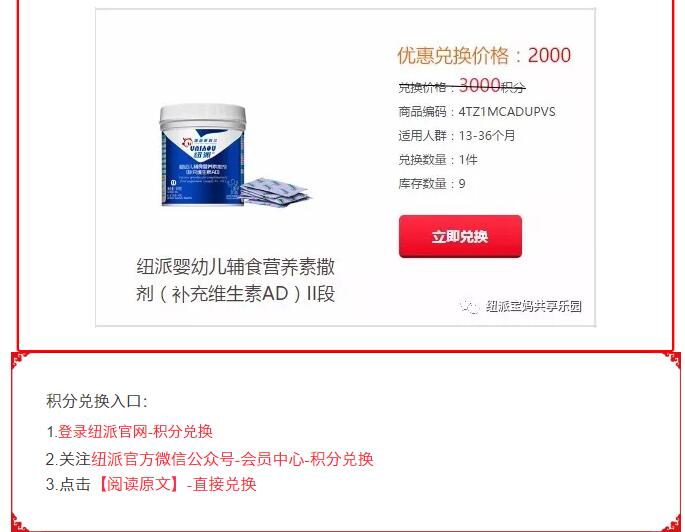 优惠兑换价格：2000
兑换价格：3000积分
商品编码：4TZ1MCADUPVS
适用人群：13-36个月
兑换数量：1件
库存数量：9
立即兑换
UNIAOU
纽派
纽派婴幼儿辅食营养素撒
剂（补充维生素AD）II段
纽派宝妈共享乐园
积分兑换入口：
1.登录纽派官网-积分兑换
2.关注纽派官方微信公众号-会员中心-积分兑换
3.点击【阅读原文】-直接兑换